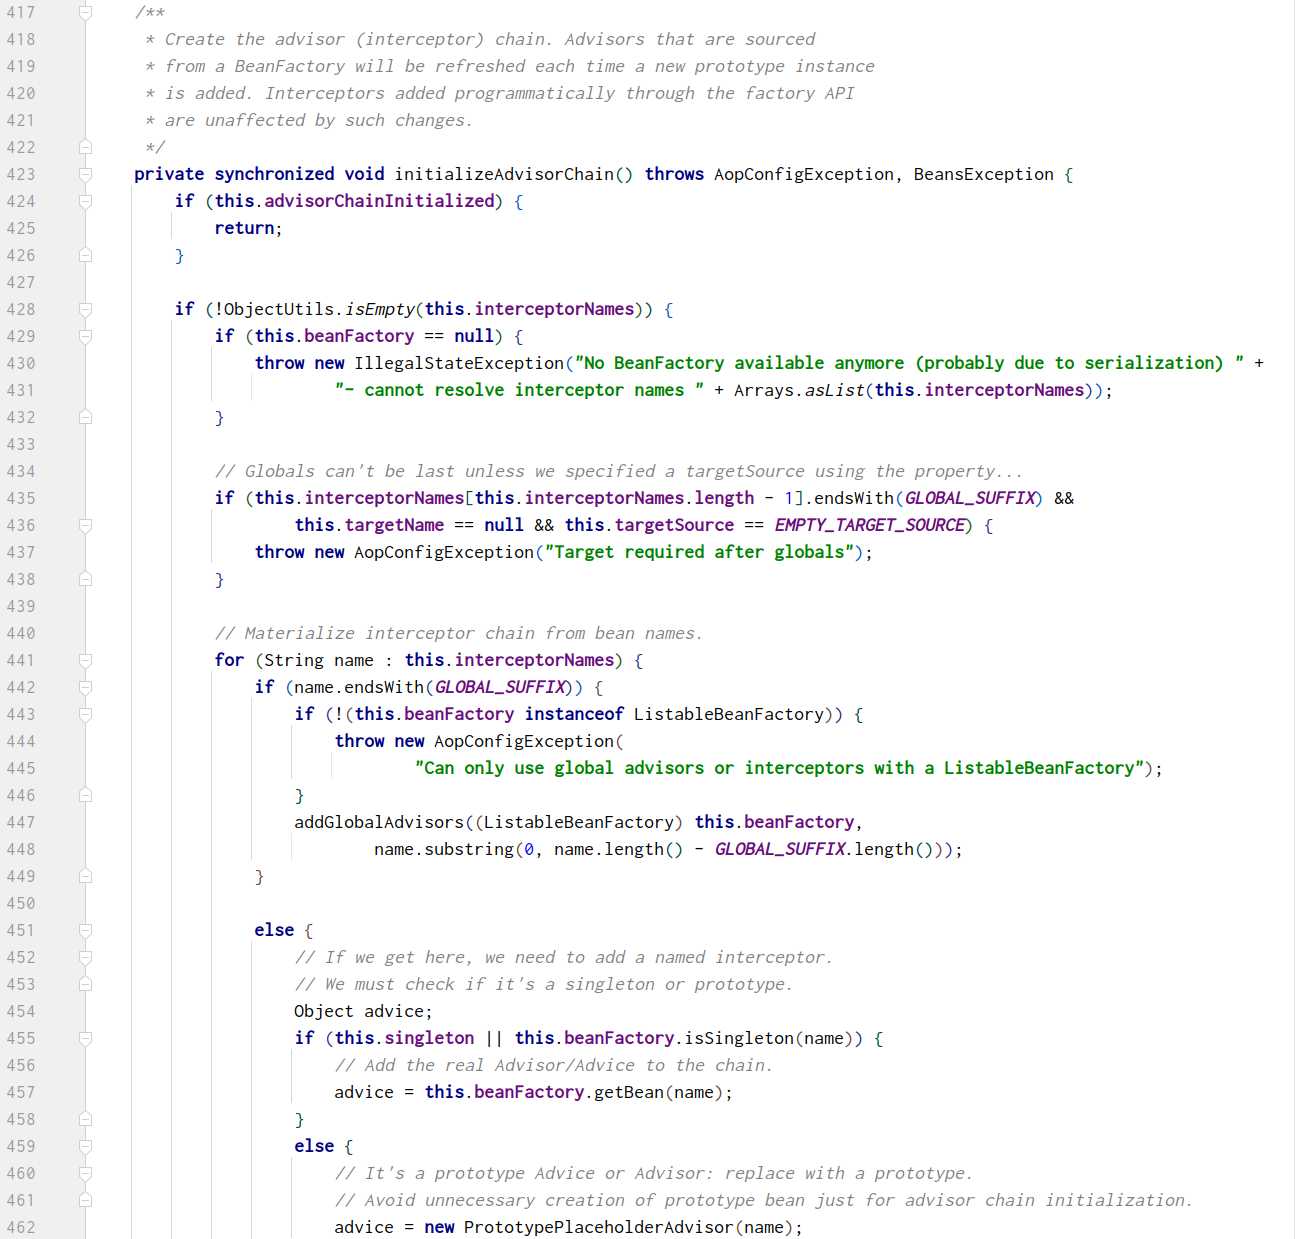 417 /**
418 * Create the advisor (interceptor) chain. Advisors that are sourced
419 * from a BeanFactory will be refreshed each time a new prototype instance
420 * is added. Interceptors added programmatically through the factory API
421 * are unaffected by such changes.
422 */
423 private synchronized void initializeAdvisorChain() throws AopConfigException, BeansException {
424 if (this.advisorChainInitialized) {
425 return;
426 }
427
428 if (!ObjectUtils.isEmpty(this.interceptorNames)) {
429 if (this.beanFactory == null) {
430 throw new IllegalStateException("No BeanFactory available anymore (probably due to serialization) " +
431 "- cannot resolve interceptor names " + Arrays.asList(this.interceptorNames));
432 }
433
434 // Globals can't be last unless we specified a targetSource using the property...
435 if (this.interceptorNames[this.interceptorNames.length - 1].endsWith(GLOBAL_SUFFIX) &&
436 this.targetName == null && this.targetSource == EMPTY_TARGET_SOURCE) {
437 throw new AopConfigException("Target required after globals");
438 }
439
440 // Materialize interceptor chain from bean names.
441 for (String name : this.interceptorNames) {
442 if (name.endsWith(GLOBAL_SUFFIX)) {
443 if (!(this.beanFactory instanceof ListableBeanFactory)) {
444 throw new AopConfigException(
445 "Can only use global advisors or interceptors with a ListableBeanFactory");
446 }
447 addGlobalAdvisors((ListableBeanFactory) this.beanFactory,
448 name.substring(0, name.length() - GLOBAL_SUFFIX.length()));
449 }
450
451 else {
452 // If we get here, we need to add a named interceptor.
453 // We must check if it's a singleton or prototype.
454 Object advice;
455 if (this.singleton || this.beanFactory.isSingleton(name)) {
456 // Add the real Advisor/Advice to the chain.
457 advice = this.beanFactory.getBean(name);
458 }
459 else {
460 // It's a prototype Advice or Advisor: replace with a prototype.
461 // Avoid unnecessary creation of prototype bean just for advisor chain initialization.
462 advice = new PrototypePlaceholderAdvisor(name);